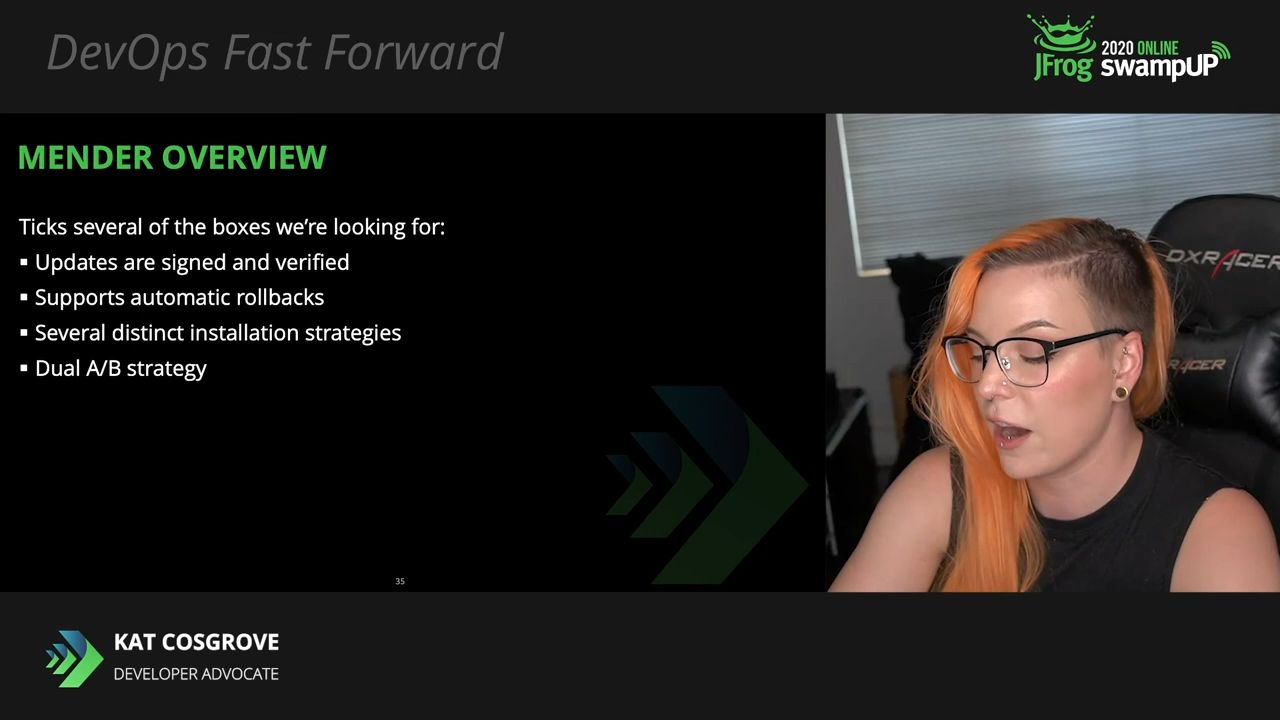 DevOps Fast Forward
2020 ONLINE
JFrog swampUP
MENDER OVERVIEW
Ticks several of the boxes we’re looking for:
▪ Updates are signed and verified
▪ Supports automatic rollbacks
▪ Several distinct installation strategies
▪ Dual A/B strategy
35
DXRACER
RACER
KAT COSGROVE
DEVELOPER ADVOCATE